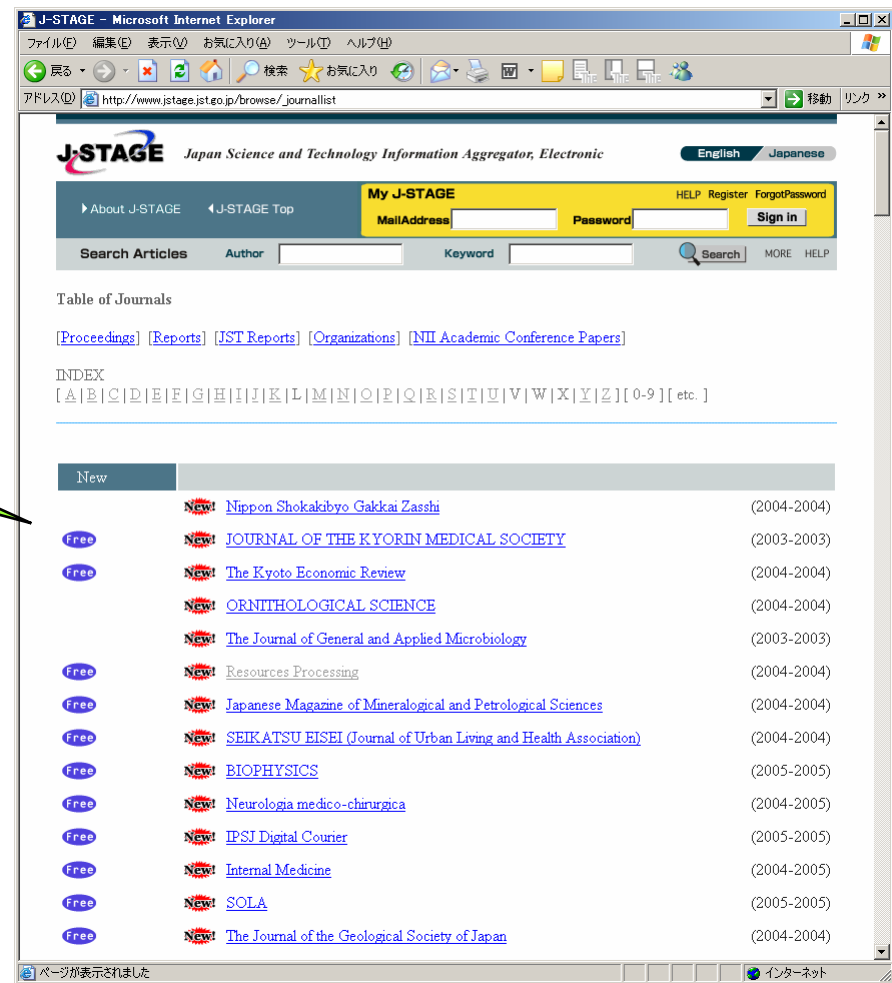 J-STAGE - Microsoft Internet Explorer
ファイル(F) 編集(E) 表示(V) お気に入り(A) ツール(T) ヘルプ(H)
戻る 検索 お気に入り
アドレス(D) http://www.jstage.jst.go.jp/browse/_journallist 移動 リンク »
J-STAGE Japan Science and Technology Information Aggregator, Electronic English Japanese
My J-STAGE HELP Register ForgotPassword
About J-STAGE J-STAGE Top
MailAddress Password Sign in
Search Articles Author Keyword Search MORE HELP
Table of Journals
[Proceedings] [Reports] [JST Reports] [Organizations] [NII Academic Conference Papers]
INDEX
[ A | B | C | D | E | F | G | H | I | J | K | L | M | N | O | P | Q | R | S | T | U | V | W | X | Y | Z ] [ 0-9 ] [ etc. ]
New
New! Nippon Shokakibyo Gakkai Zasshi (2004-2004)
Free New! JOURNAL OF THE KYORIN MEDICAL SOCIETY (2003-2003)
Free New! The Kyoto Economic Review (2004-2004)
New! ORNITHOLOGICAL SCIENCE (2004-2004)
New! The Journal of General and Applied Microbiology (2003-2003)
Free New! Resources Processing (2004-2004)
Free New! Japanese Magazine of Mineralogical and Petrological Sciences (2004-2004)
Free New! SEIKATSU EISEI (Journal of Urban Living and Health Association) (2004-2004)
Free New! BIOPHYSICS (2005-2005)
Free New! Neurologia medico-chirurgica (2004-2005)
Free New! IPSJ Digital Courier (2005-2005)
Free New! Internal Medicine (2004-2005)
Free New! SOLA (2005-2005)
Free New! The Journal of the Geological Society of Japan (2004-2004)
ページが表示されました インターネット